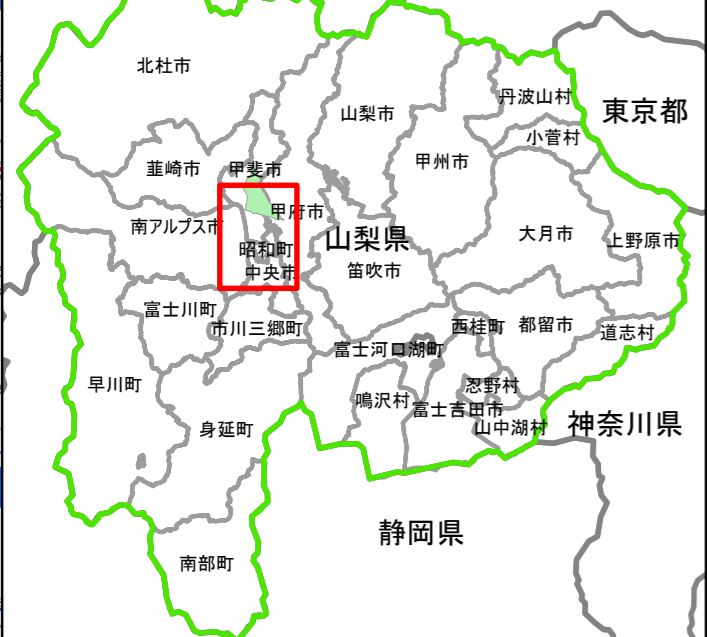 北杜市
丹波山村
東京都
山梨市
小菅村
甲州市
韮崎市
甲斐市
甲府市
南アルプス市
山梨県
大月市
上野原市
昭和町
中央市
笛吹市
富士川町
市川三郷町
西桂町
都留市
道志村
富士河口湖町
早川町
忍野村
鳴沢村
富士吉田市
山中湖村
神奈川県
身延町
静岡県
南部町